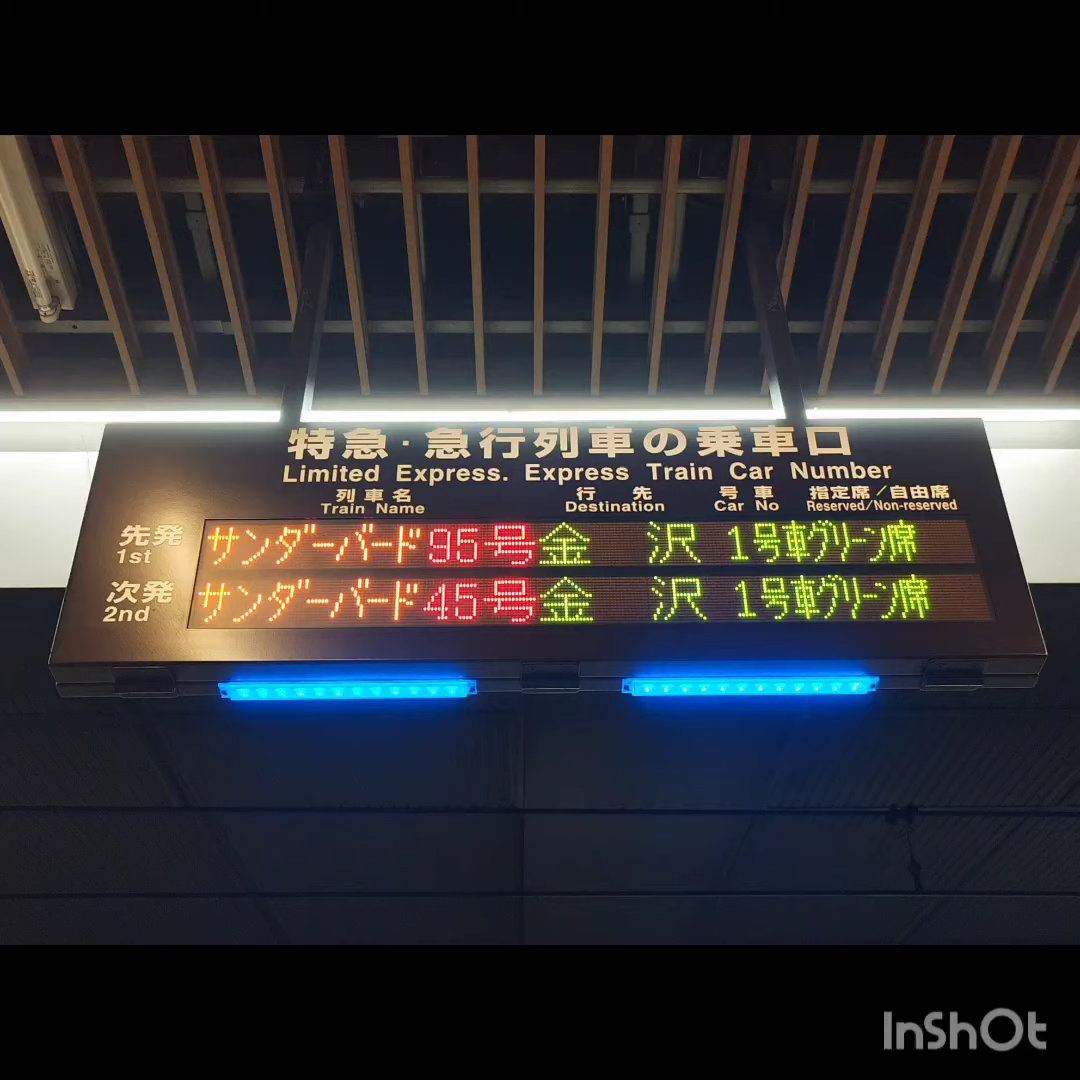 特急・急行列車の乗車口
Limited Express. Express Train Car Number
列車名 行先 号車 指定席/自由席
Train Name Destination Car No Reserved/Non-reserved
先発 サンダーバード95号 金沢 1号車グリーン席
1st
次発 サンダーバード45号 金沢 1号車グリーン席
2nd
InShOt